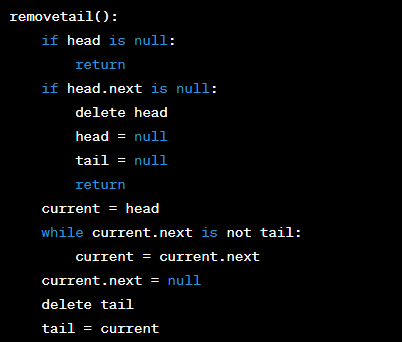 removetail():
    if head is null:
        return
    if head.next is null:
        delete head
        head = null
        tail = null
        return
    current = head
    while current.next is not tail:
        current = current.next
    current.next = null
    delete tail
    tail = current